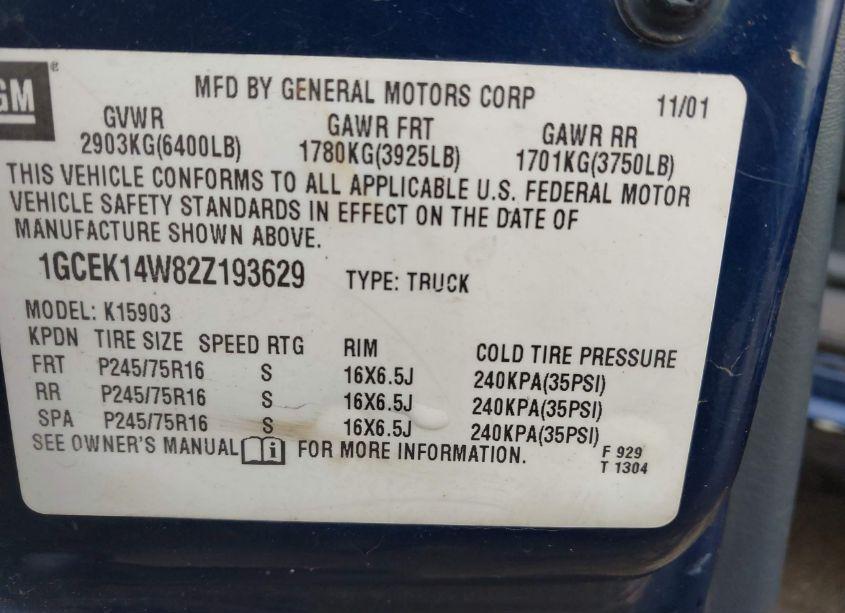 GM®
MFD BY GENERAL MOTORS CORP 11/01
GVWR GAWR FRT GAWR RR
2903KG(6400LB) 1780KG(3925LB) 1701KG(3750LB)
THIS VEHICLE CONFORMS TO ALL APPLICABLE U.S. FEDERAL MOTOR
VEHICLE SAFETY STANDARDS IN EFFECT ON THE DATE OF
MANUFACTURE SHOWN ABOVE.
1GCEK14W82Z193629 TYPE: TRUCK
MODEL: K15903
KPDN TIRE SIZE SPEED RTG RIM COLD TIRE PRESSURE
FRT P245/75R16 S 16X6.5J 240KPA(35PSI)
RR P245/75R16 S 16X6.5J 240KPA(35PSI)
SPA P245/75R16 S 16X6.5J 240KPA(35PSI)
SEE OWNER'S MANUAL i FOR MORE INFORMATION.
F 929
T 1304